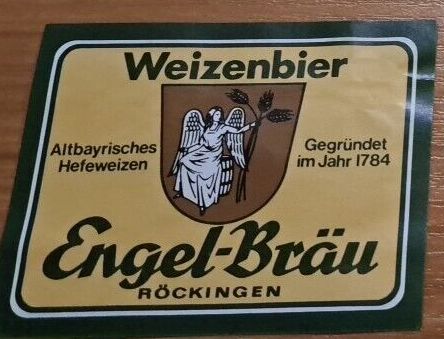 Weizenbier
Altbayrisches
Hefeweizen
Gegründet
im Jahr 1784
Engel-Bräu
RÖCKINGEN